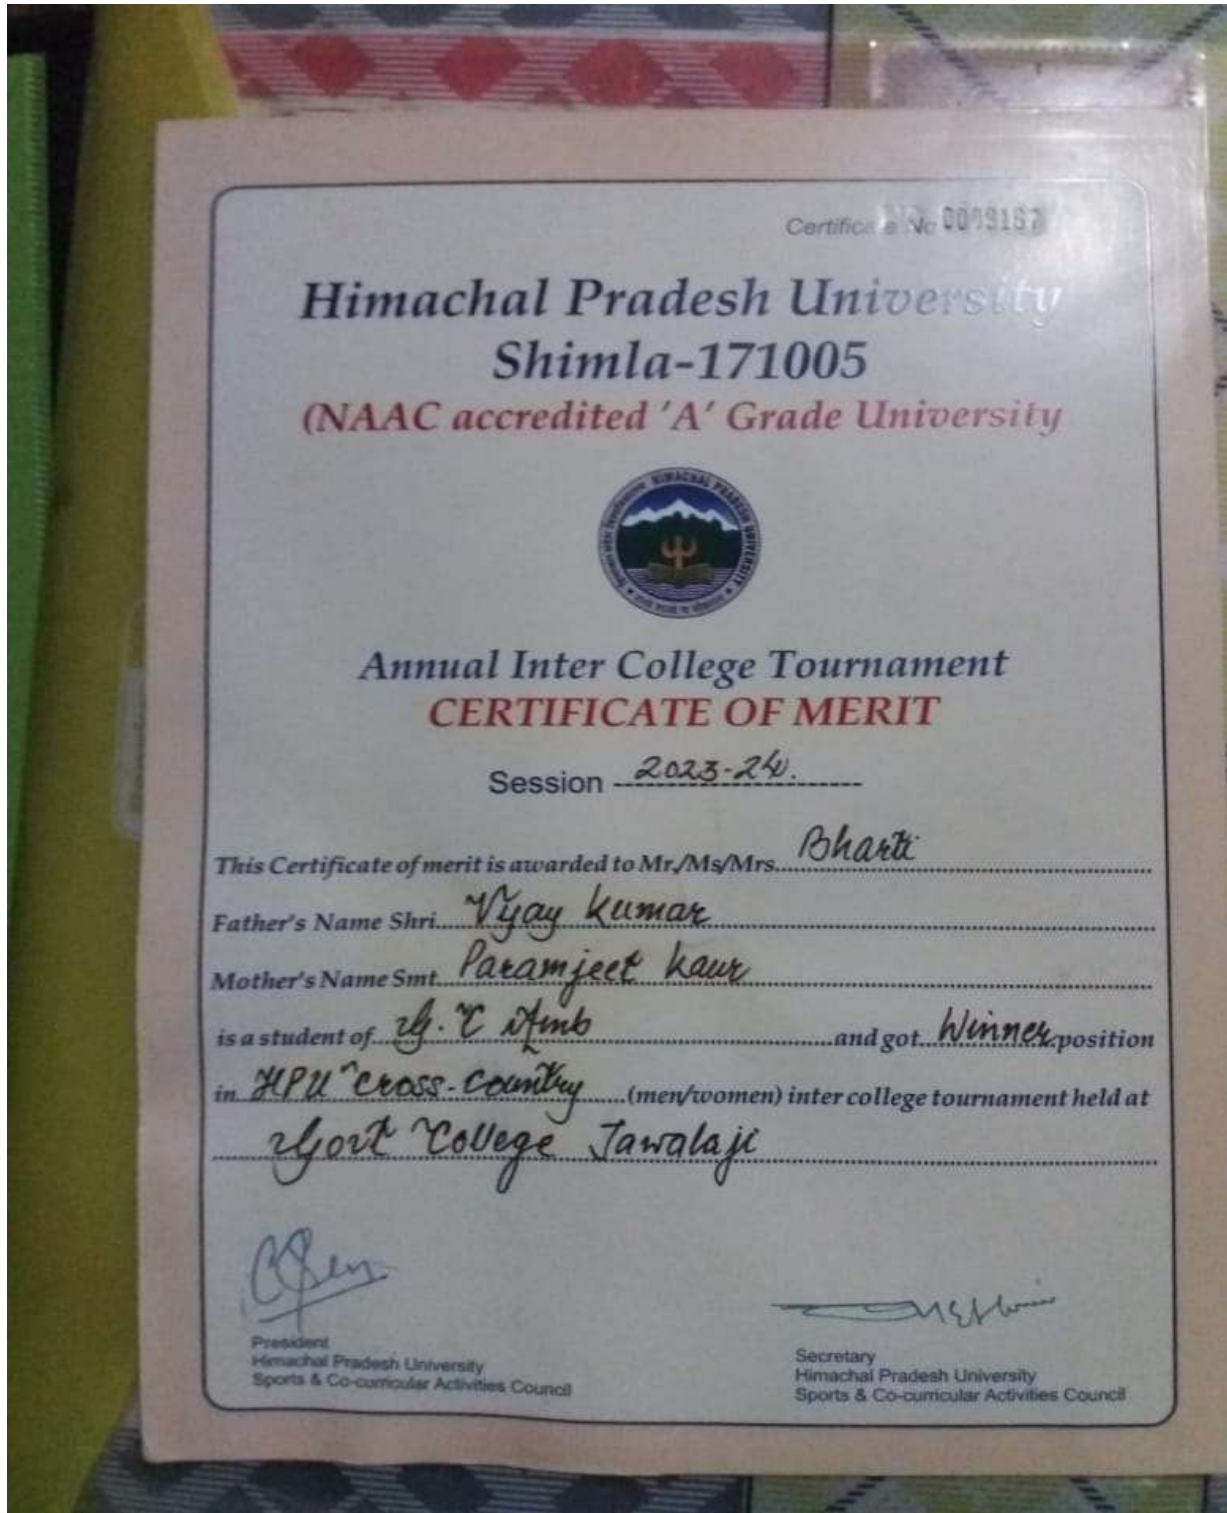 Certificate No 0009167
Himachal Pradesh University
Shimla-171005
(NAAC accredited 'A' Grade University
HIMACHAL PRADESH UNIVERSITY
Annual Inter College Tournament
CERTIFICATE OF MERIT
Session 2023-24.
This Certificate of merit is awarded to Mr./Ms/Mrs. Bharti
Father's Name Shri Vijay Kumar
Mother's Name Smt. Paramjeet Kaur
is a student of G.C Amb and got Winner position
in HPU Cross-Country (men/women) inter college tournament held at
Govt College Jawalaji
President
Himachal Pradesh University
Sports & Co-curricular Activities Council
Secretary
Himachal Pradesh University
Sports & Co-curricular Activities Council